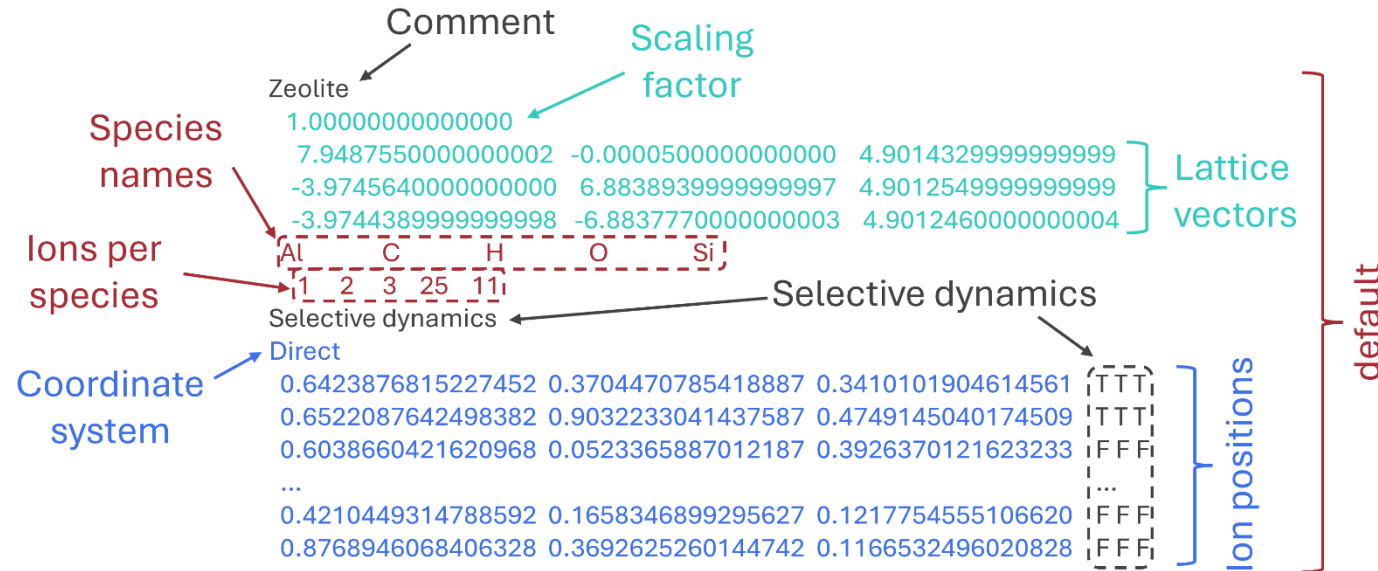 Comment
Scaling
factor
Zeolite
1.00000000000000
Species
names
7.9487550000000002 -0.0000500000000000 4.9014329999999999
-3.9745640000000000 6.8838939999999997 4.9012549999999999
-3.9744389999999998 -6.8837770000000003 4.9012460000000004
Lattice
vectors
Al C H O Si
Ions per
species
1 2 3 25 11
Selective dynamics
Selective dynamics
Direct
Coordinate
system
0.6423876815227452 0.3704470785418887 0.3410101904614561 T T T
0.6522087642498382 0.9032233041437587 0.4749145040174509 T T T
0.6038660421620968 0.0523365887012187 0.3926370121623233 F F F
... ...
0.4210449314788592 0.1658346899295627 0.1217754555106620 F F F
0.8768946068406328 0.3692625260144742 0.1166532496020828 F F F
Ion positions
default